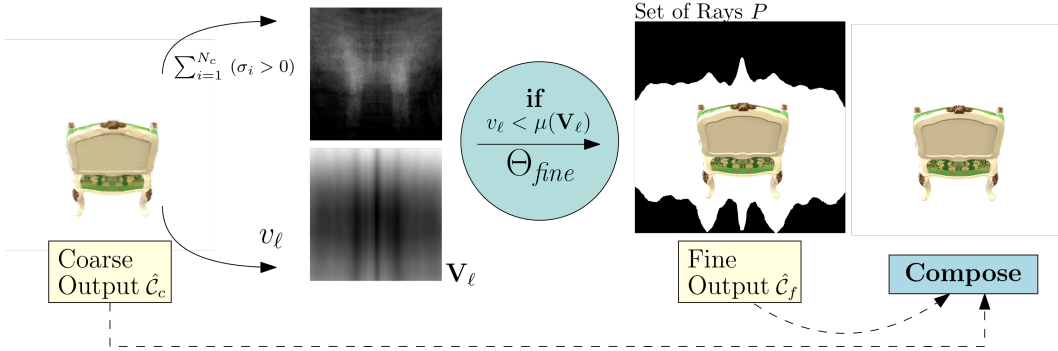 Set of Rays P
∑_{i=1}^{N_c} (σ_i > 0)
if
v_ℓ < μ(V_ℓ)
Θ_fine
v_ℓ
V_ℓ
Coarse
Output Ĉ_c
Fine
Output Ĉ_f
Compose